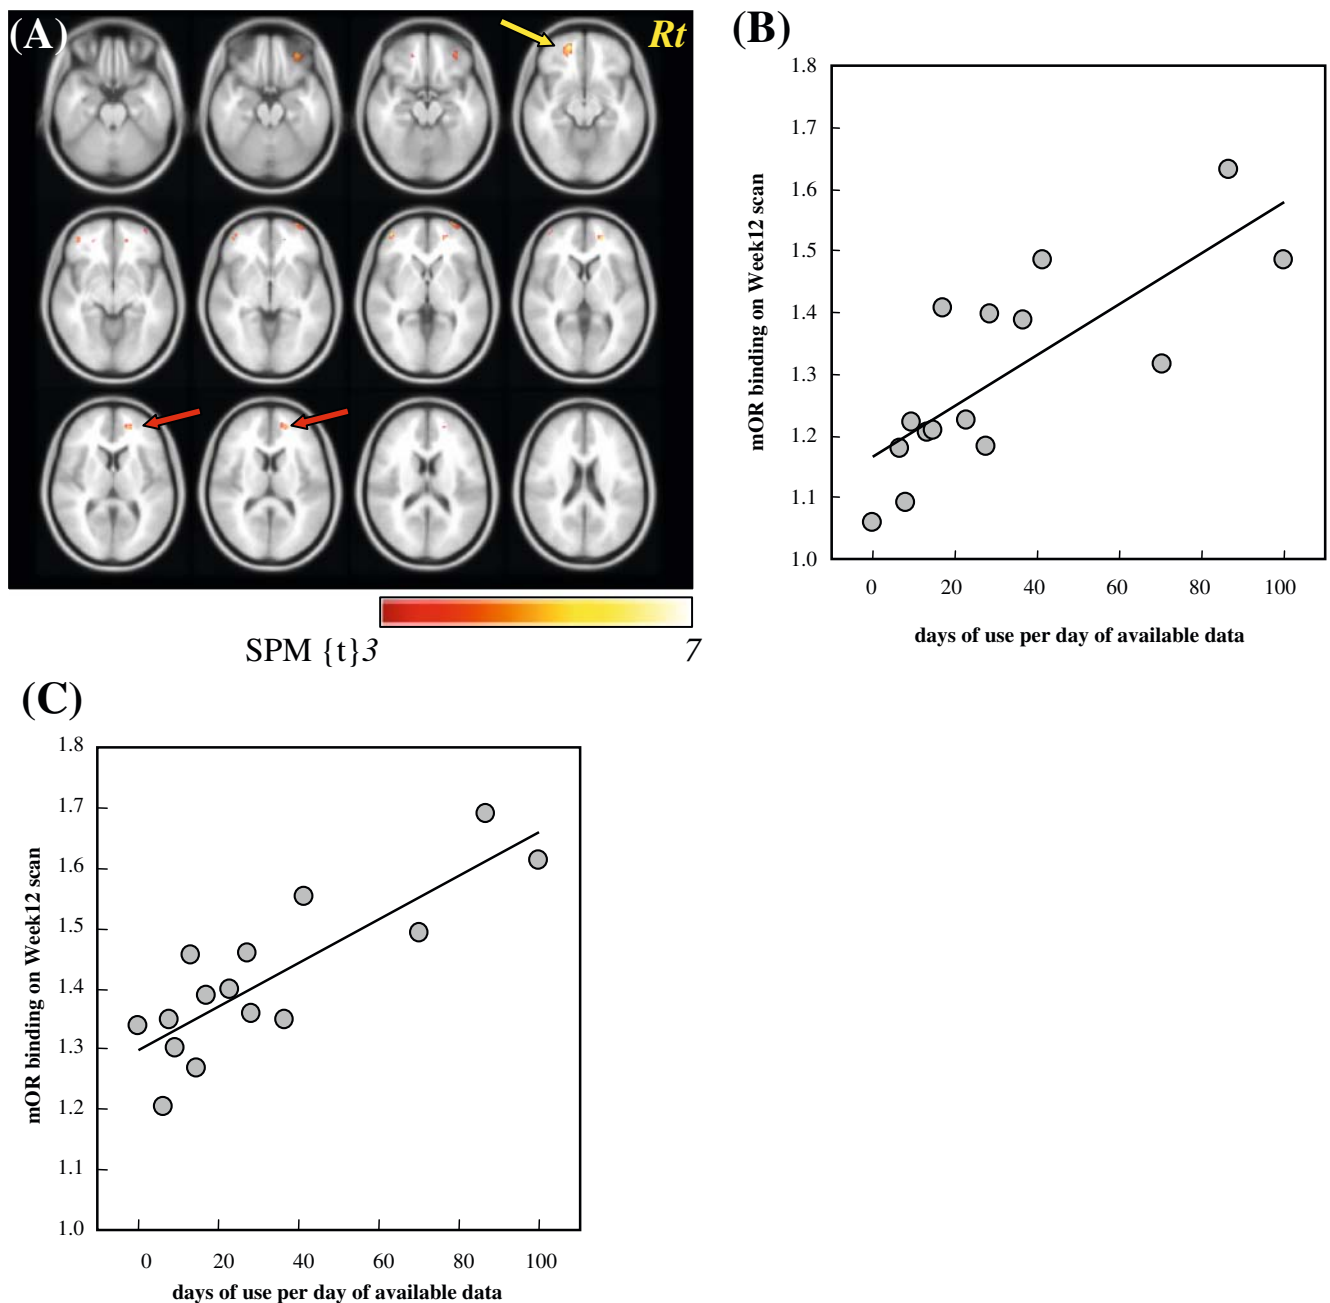 (A)
Rt
SPM {t}3
7
(B)
1.8
1.7
1.6
1.5
1.4
1.3
1.2
1.1
1.0
mOR binding on Week12 scan
0 20 40 60 80 100
days of use per day of available data
(C)
1.8
1.7
1.6
1.5
1.4
1.3
1.2
1.1
1.0
mOR binding on Week12 scan
0 20 40 60 80 100
days of use per day of available data